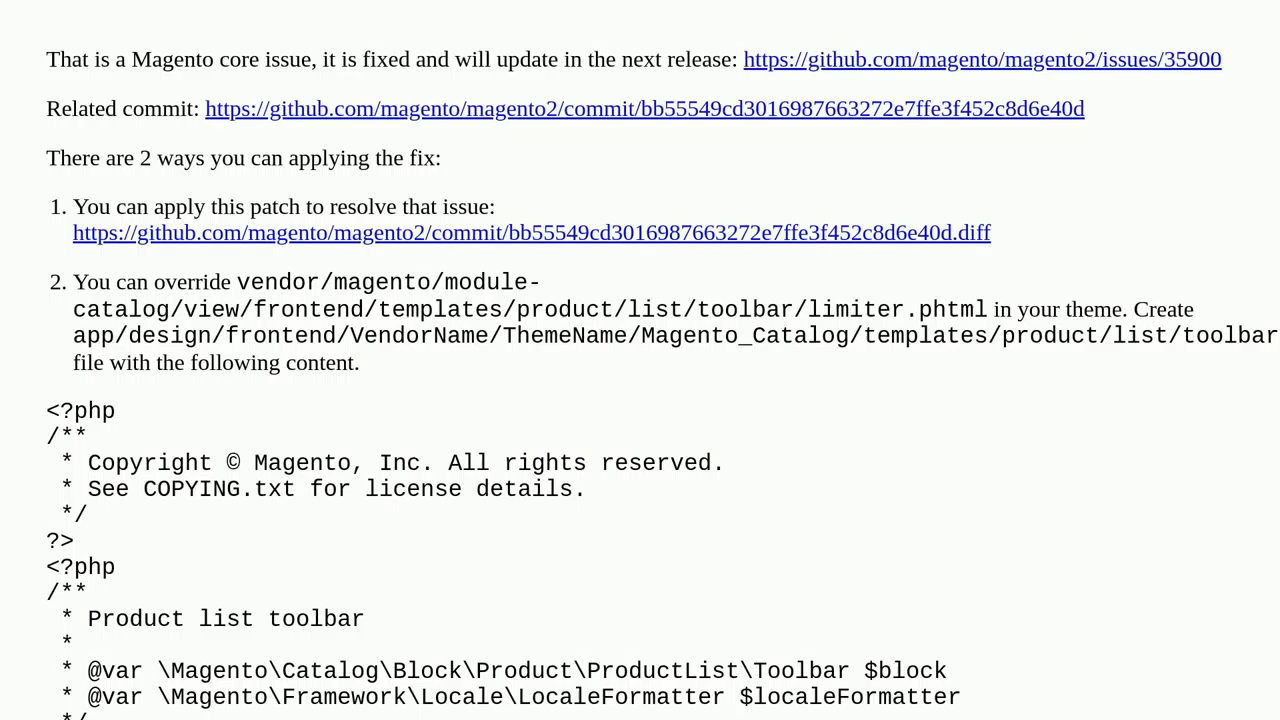 That is a Magento core issue, it is fixed and will update in the next release: https://github.com/magento/magento2/issues/35900
Related commit: https://github.com/magento/magento2/commit/bb55549cd3016987663272e7ffe3f452c8d6e40d
There are 2 ways you can applying the fix:
1. You can apply this patch to resolve that issue:
https://github.com/magento/magento2/commit/bb55549cd3016987663272e7ffe3f452c8d6e40d.diff
2. You can override vendor/magento/module-
catalog/view/frontend/templates/product/list/toolbar/limiter.phtml in your theme. Create
app/design/frontend/VendorName/ThemeName/Magento_Catalog/templates/product/list/toolbar
file with the following content.
<?php
/**
 * Copyright © Magento, Inc. All rights reserved.
 * See COPYING.txt for license details.
 */
?>
<?php
/**
 * Product list toolbar
 *
 * @var \Magento\Catalog\Block\Product\ProductList\Toolbar $block
 * @var \Magento\Framework\Locale\LocaleFormatter $localeFormatter
 */